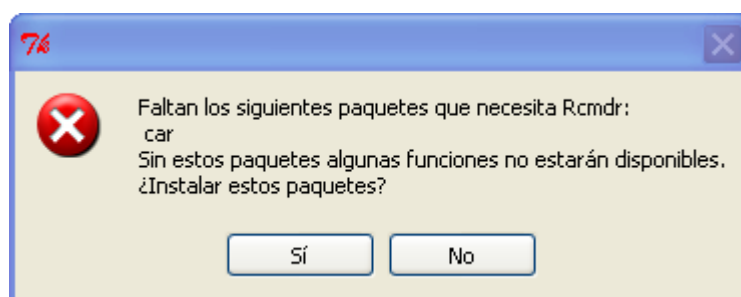 Tk
Faltan los siguientes paquetes que necesita Rcmdr:
car
Sin estos paquetes algunas funciones no estarán disponibles.
¿Instalar estos paquetes?
Sí
No